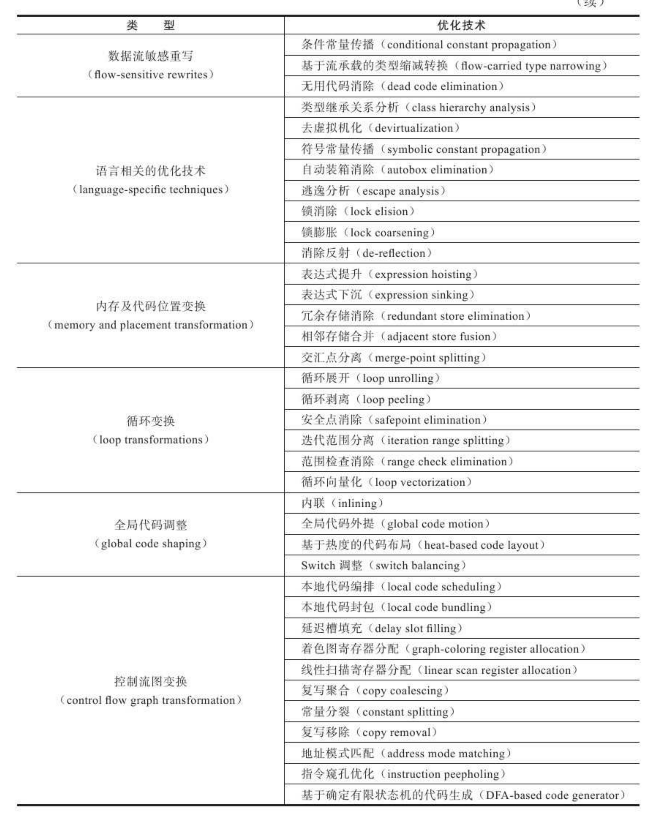 （续）
类 型 优化技术
数据流敏感重写
（flow-sensitive rewrites）
条件常量传播（conditional constant propagation）
基于流承载的类型缩减转换（flow-carried type narrowing）
无用代码消除（dead code elimination）
语言相关的优化技术
（language-specific techniques）
类型继承关系分析（class hierarchy analysis）
去虚拟机化（devirtualization）
符号常量传播（symbolic constant propagation）
自动装箱消除（autobox elimination）
逃逸分析（escape analysis）
锁消除（lock elision）
锁膨胀（lock coarsening）
消除反射（de-reflection）
内存及代码位置变换
（memory and placement transformation）
表达式提升（expression hoisting）
表达式下沉（expression sinking）
冗余存储消除（redundant store elimination）
相邻存储合并（adjacent store fusion）
交汇点分离（merge-point splitting）
循环变换
（loop transformations）
循环展开（loop unrolling）
循环剥离（loop peeling）
安全点消除（safepoint elimination）
迭代范围分离（iteration range splitting）
范围检查消除（range check elimination）
循环向量化（loop vectorization）
全局代码调整
（global code shaping）
内联（inlining）
全局代码外提（global code motion）
基于热度的代码布局（heat-based code layout）
Switch 调整（switch balancing）
控制流图变换
（control flow graph transformation）
本地代码编排（local code scheduling）
本地代码封包（local code bundling）
延迟槽填充（delay slot filling）
着色图寄存器分配（graph-coloring register allocation）
线性扫描寄存器分配（linear scan register allocation）
复写聚合（copy coalescing）
常量分裂（constant splitting）
复写移除（copy removal）
地址模式匹配（address mode matching）
指令窥孔优化（instruction peepholing）
基于确定有限状态机的代码生成（DFA-based code generator）